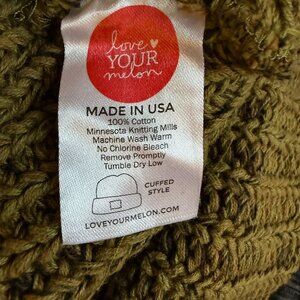 love
YOUR
melon
MADE IN USA
100% Cotton
Minnesota Knitting Mills
Machine Wash Warm
No Chlorine Bleach
Remove Promptly
Tumble Dry Low
CUFFED
STYLE
LOVEYOURMELON.COM